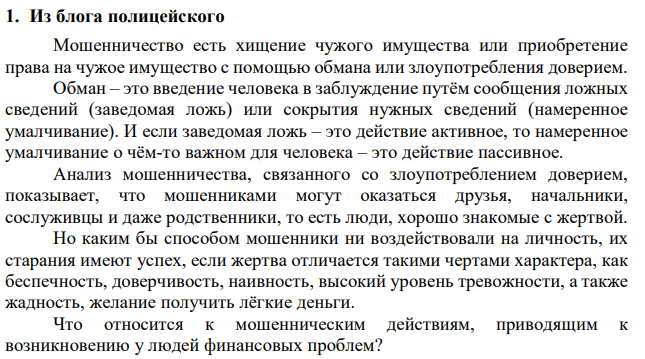 1. Из блога полицейского
Мошенничество есть хищение чужого имущества или приобретение
права на чужое имущество с помощью обмана или злоупотребления доверием.
Обман – это введение человека в заблуждение путём сообщения ложных
сведений (заведомая ложь) или сокрытия нужных сведений (намеренное
умалчивание). И если заведомая ложь – это действие активное, то намеренное
умалчивание о чём-то важном для человека – это действие пассивное.
Анализ мошенничества, связанного со злоупотреблением доверием,
показывает, что мошенниками могут оказаться друзья, начальники,
сослуживцы и даже родственники, то есть люди, хорошо знакомые с жертвой.
Но каким бы способом мошенники ни воздействовали на личность, их
старания имеют успех, если жертва отличается такими чертами характера, как
беспечность, доверчивость, наивность, высокий уровень тревожности, а также
жадность, желание получить лёгкие деньги.
Что относится к мошенническим действиям, приводящим к
возникновению у людей финансовых проблем?